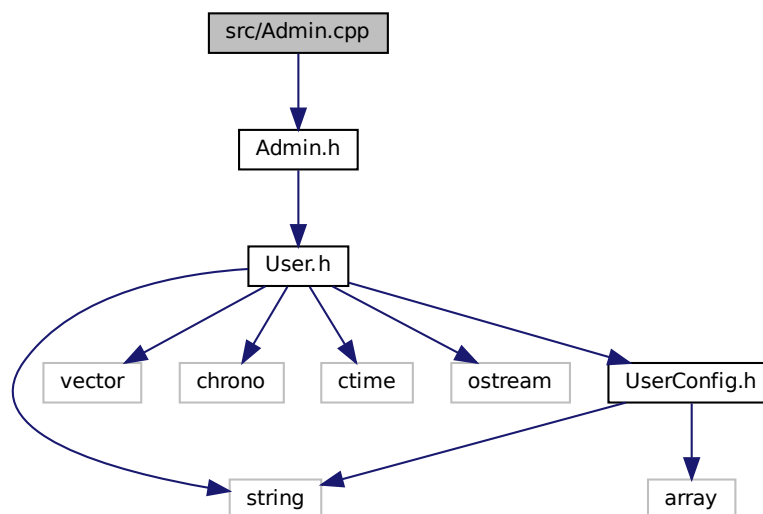 src/Admin.cpp
Admin.h
User.h
vector
chrono
ctime
ostream
UserConfig.h
string
array